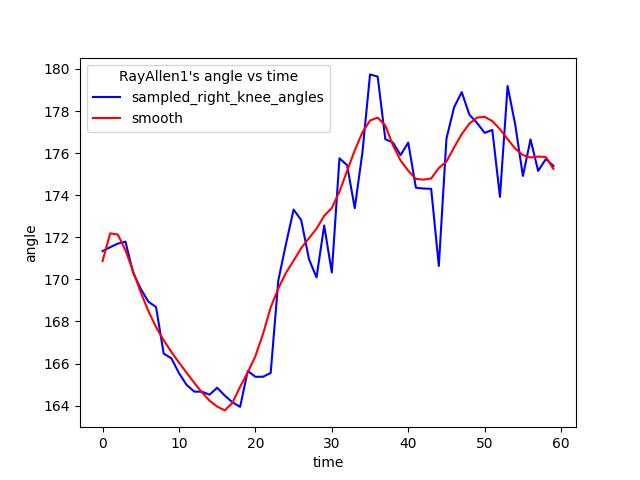 RayAllen1's angle vs time
sampled_right_knee_angles
smooth
180
178
176
174
172
170
168
166
164
angle
0 10 20 30 40 50 60
time